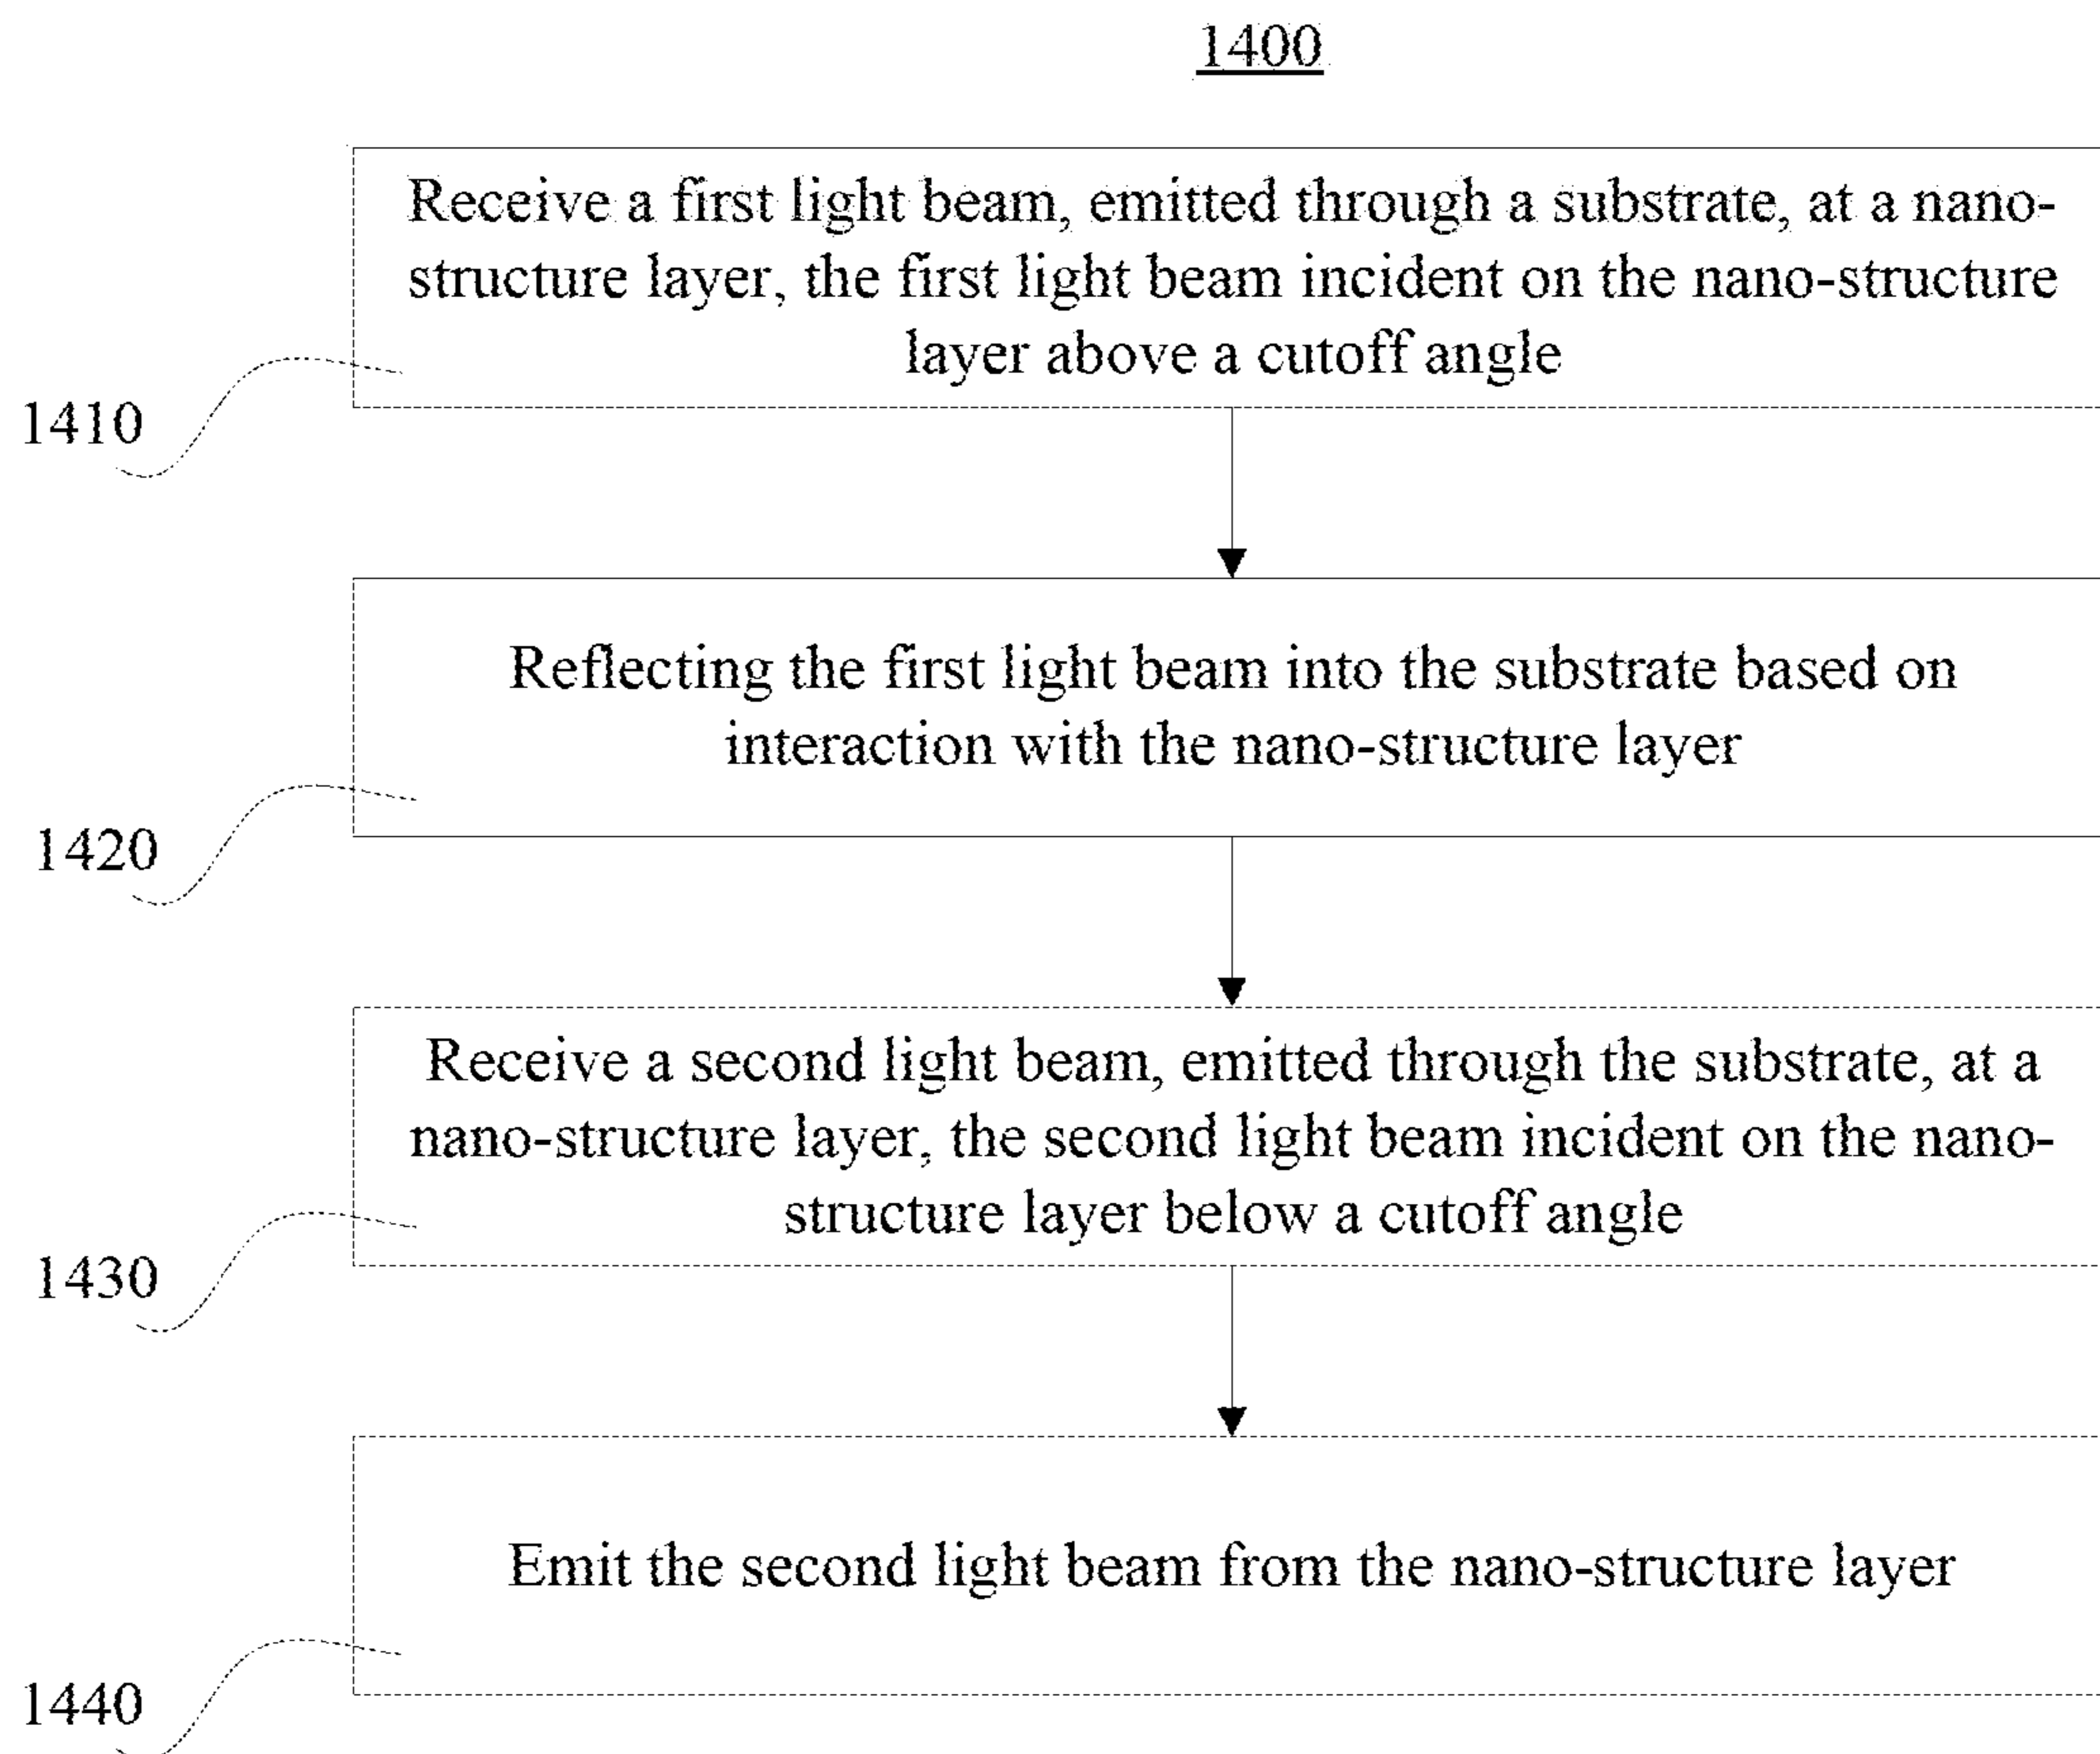 1400
Receive a first light beam, emitted through a substrate, at a nano-
structure layer, the first light beam incident on the nano-structure
layer above a cutoff angle
1410
Reflecting the first light beam into the substrate based on
interaction with the nano-structure layer
1420
Receive a second light beam, emitted through the substrate, at a
nano-structure layer, the second light beam incident on the nano-
structure layer below a cutoff angle
1430
Emit the second light beam from the nano-structure layer
1440